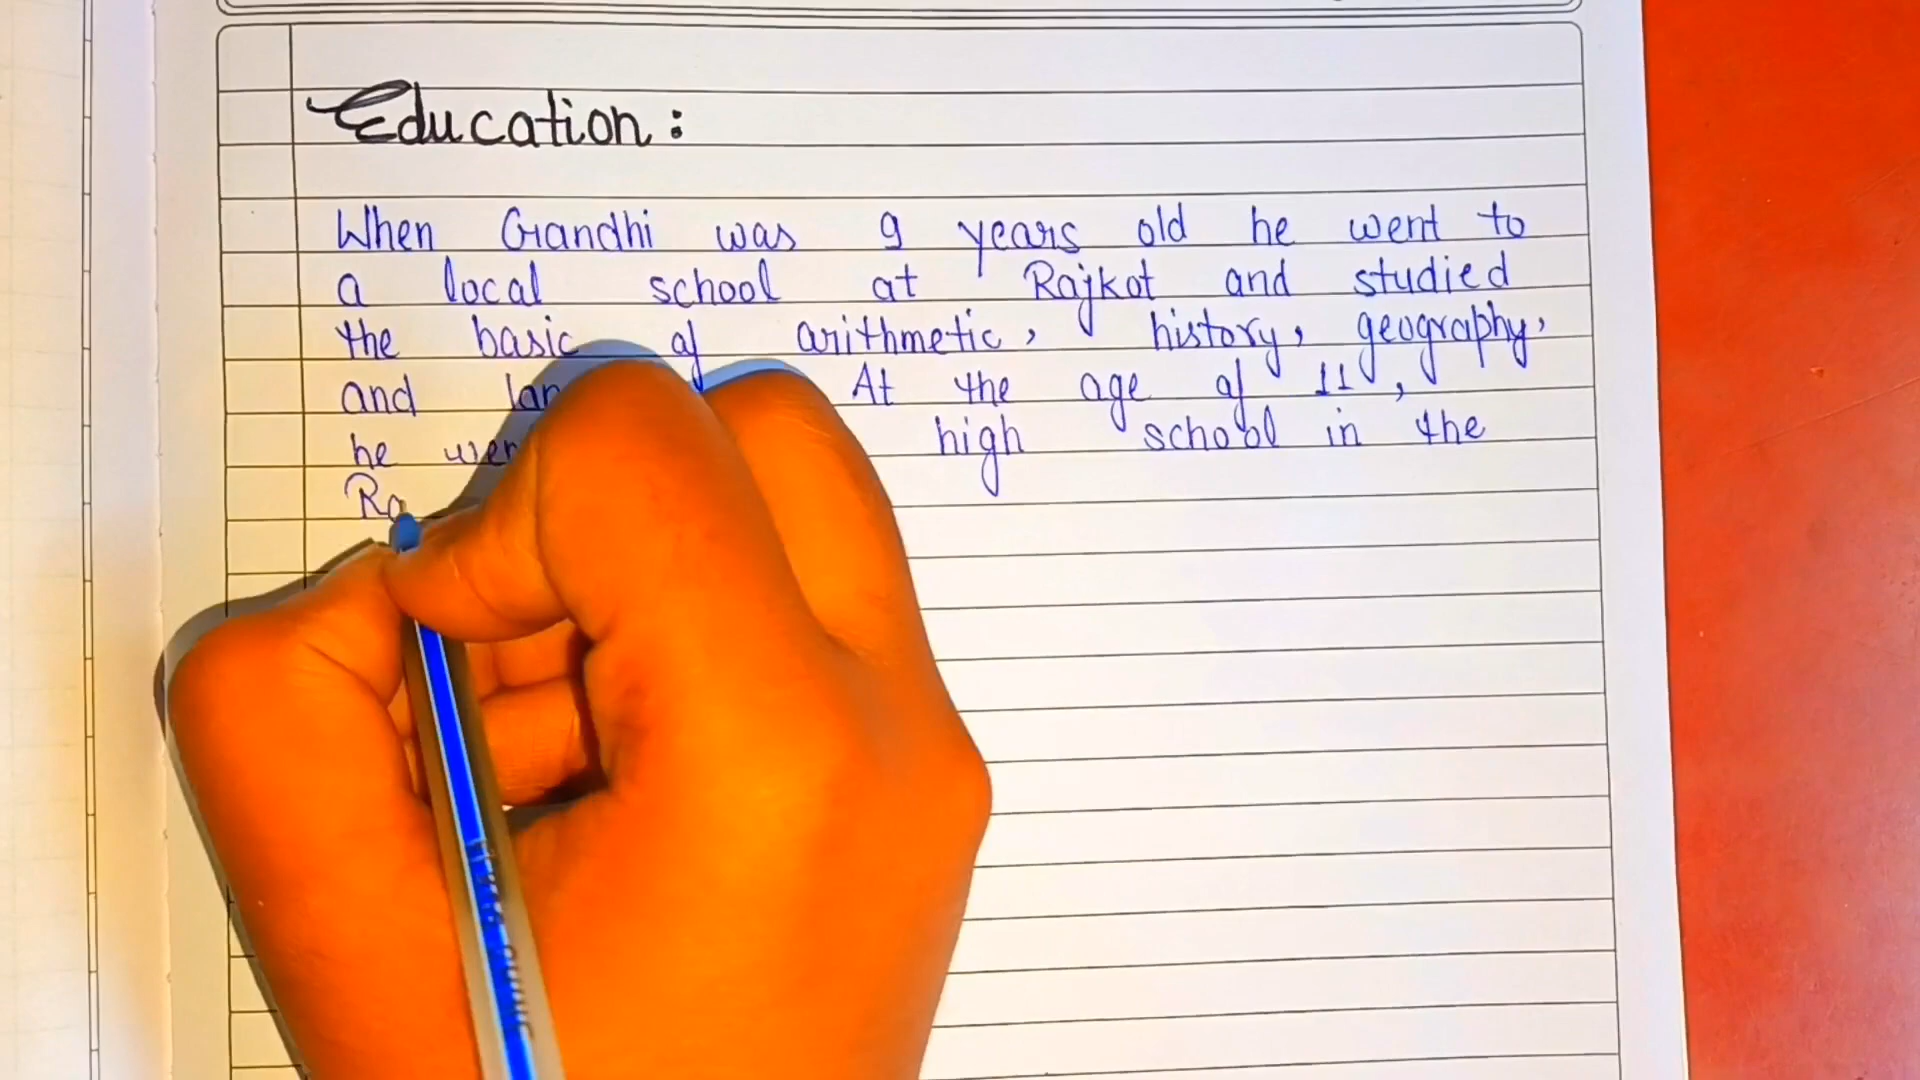 Education:
When Gandhi was 9 years old he went to
a local school at Rajkot and studied
the basic of arithmetic, history, geography,
and At the age of 11,
he high school in the